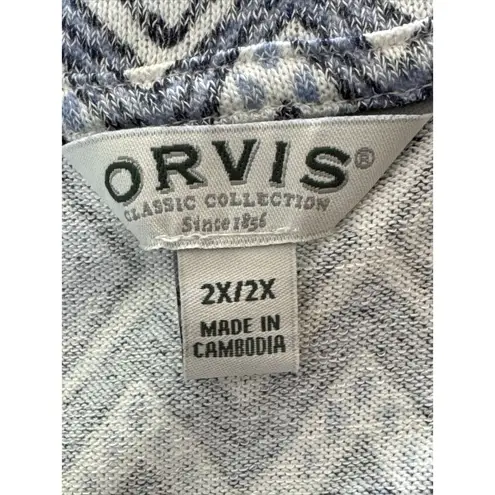 ORVIS®
CLASSIC COLLECTION
Since 1856
2X/2X
MADE IN
CAMBODIA